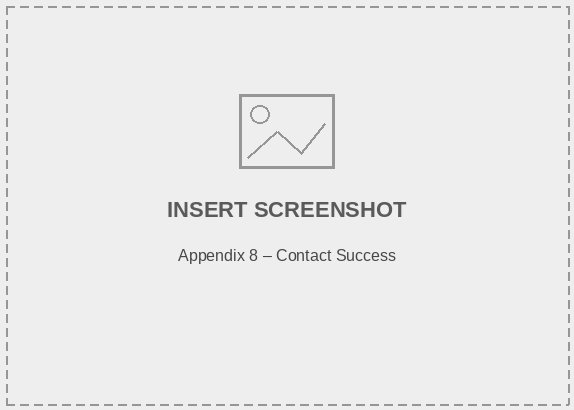 INSERT SCREENSHOT
Appendix 8 – Contact Success